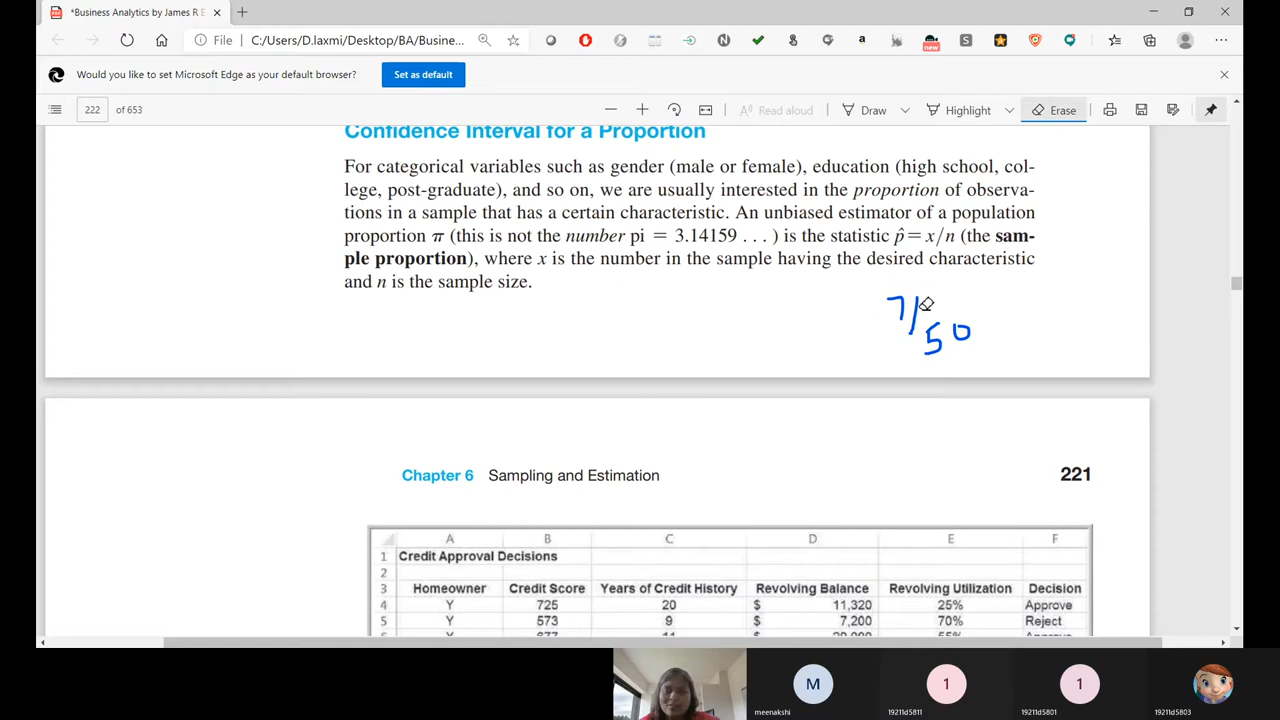 *Business Analytics by James R E
File C:/Users/D.laxmi/Desktop/BA/Busine...
new
Would you like to set Microsoft Edge as your default browser? Set as default
222 of 653 Read aloud Draw Highlight Erase
Confidence Interval for a Proportion
For categorical variables such as gender (male or female), education (high school, col-
lege, post-graduate), and so on, we are usually interested in the proportion of observa-
tions in a sample that has a certain characteristic. An unbiased estimator of a population
proportion π (this is not the number pi = 3.14159 . . . ) is the statistic p̂ = x/n (the sam-
ple proportion), where x is the number in the sample having the desired characteristic
and n is the sample size.
7/50
Chapter 6 Sampling and Estimation 221
A B C D E F
1 Credit Approval Decisions
2
3 Homeowner Credit Score Years of Credit History Revolving Balance Revolving Utilization Decision
4 Y 725 20 $ 11,320 25% Approve
5 Y 573 9 $ 7,200 70% Reject
M 1 1
meenakshi 19211d5811 19211d5801 19211d5803